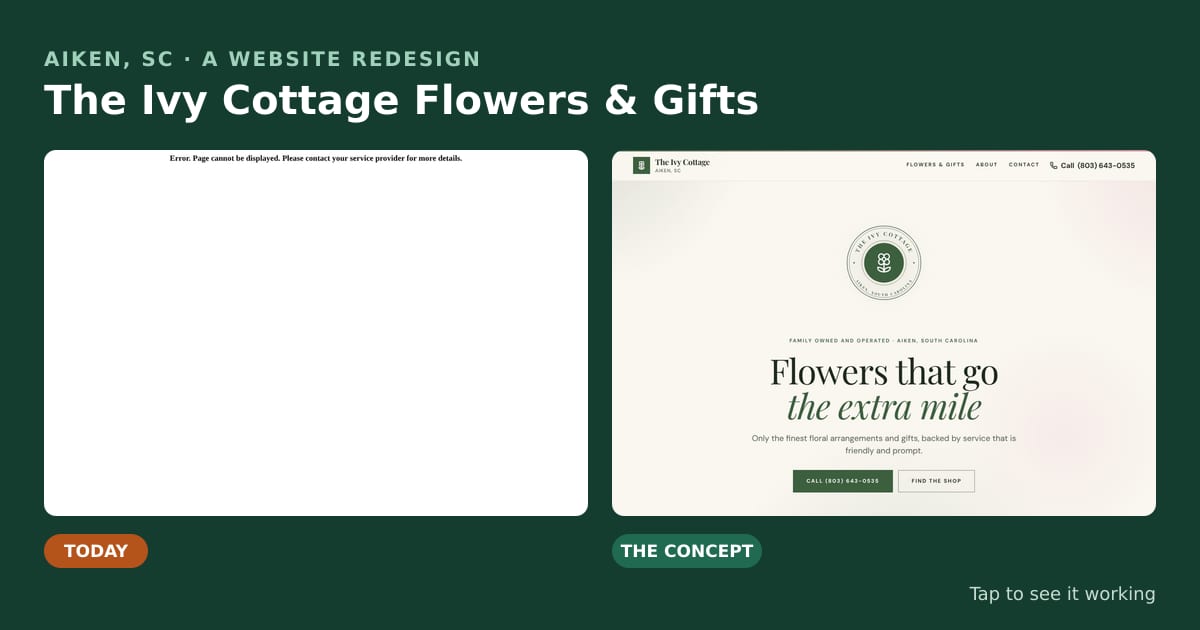 AIKEN, SC · A WEBSITE REDESIGN
The Ivy Cottage Flowers & Gifts
Error. Page cannot be displayed. Please contact your service provider for more details.
The Ivy Cottage
AIKEN, SC
FLOWERS & GIFTS
ABOUT
CONTACT
Call (803) 643-0535
THE IVY COTTAGE
AIKEN, SOUTH CAROLINA
FAMILY OWNED AND OPERATED · AIKEN, SOUTH CAROLINA
Flowers that go
the extra mile
Only the finest floral arrangements and gifts, backed by service that is
friendly and prompt.
CALL (803) 643-0535
FIND THE SHOP
TODAY
THE CONCEPT
Tap to see it working